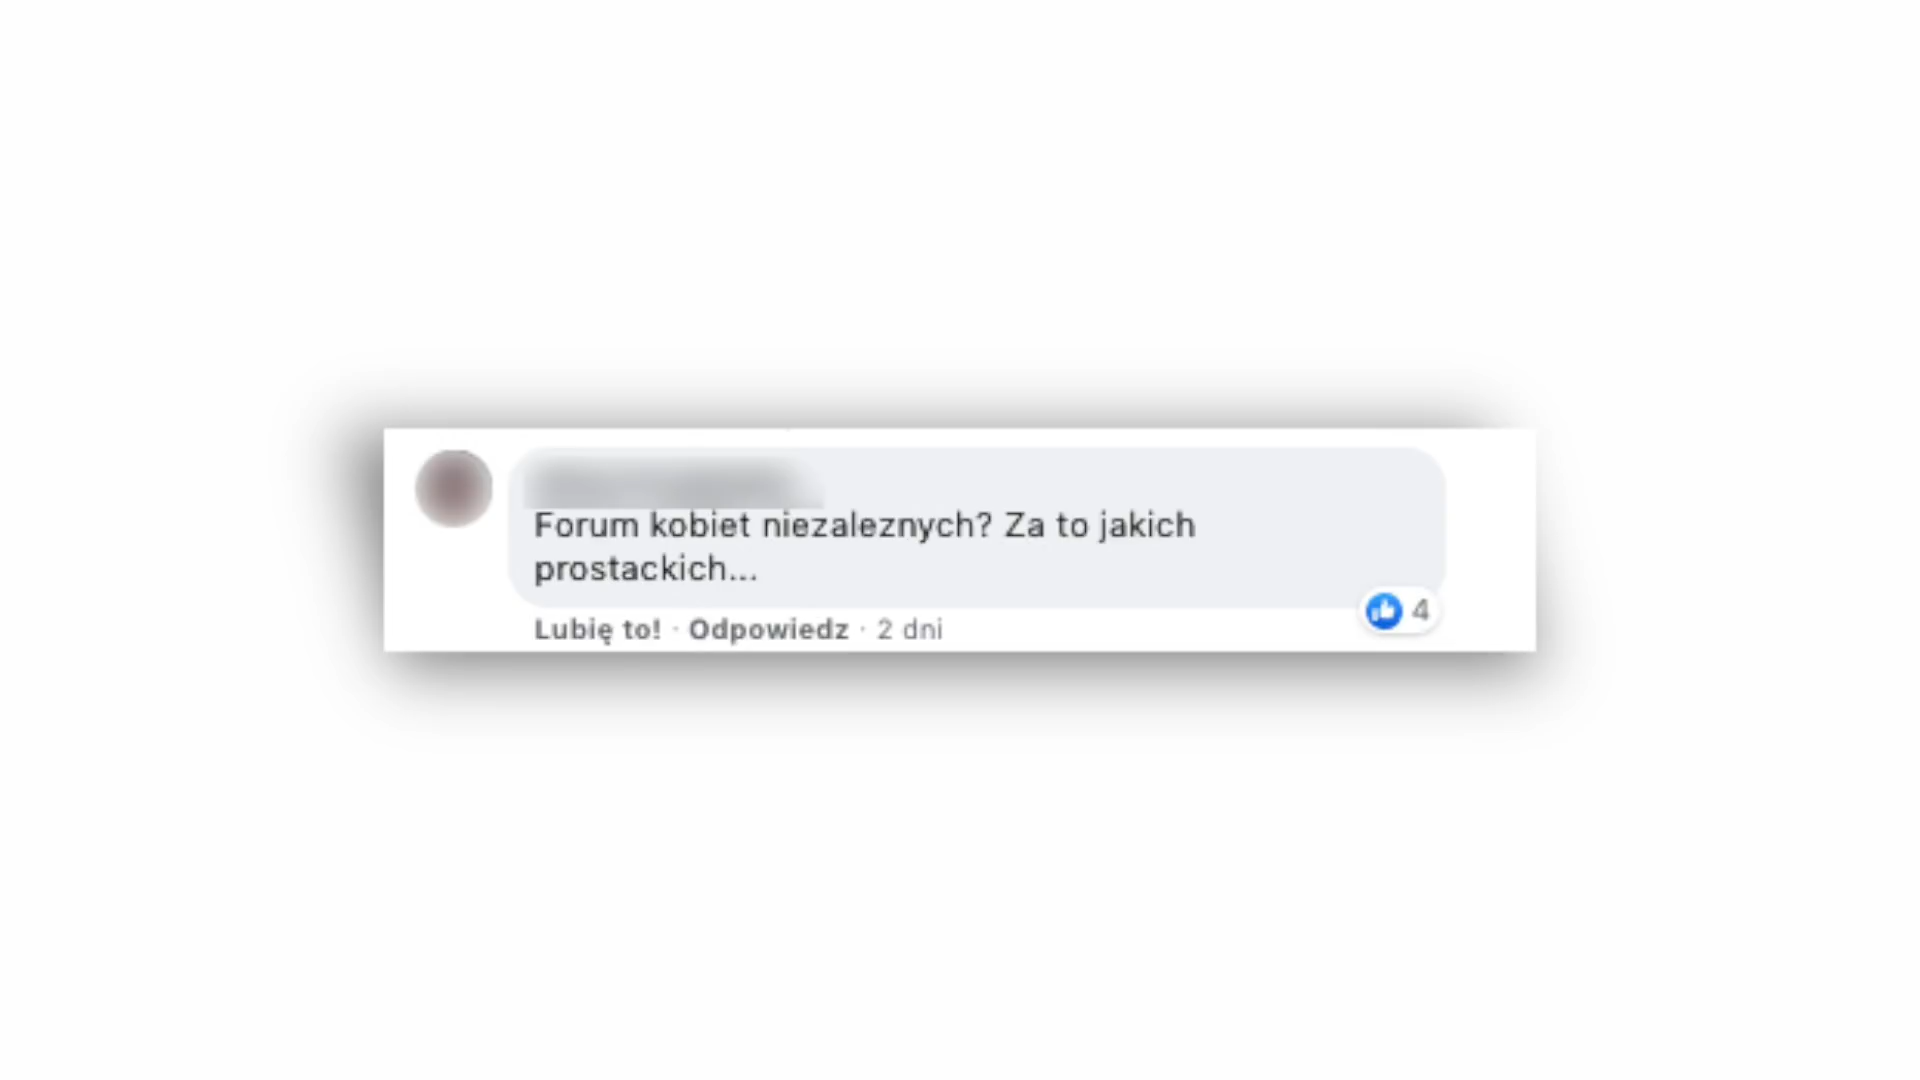 Forum kobiet niezaleznych? Za to jakich
prostackich...
Lubię to! · Odpowiedz · 2 dni
4